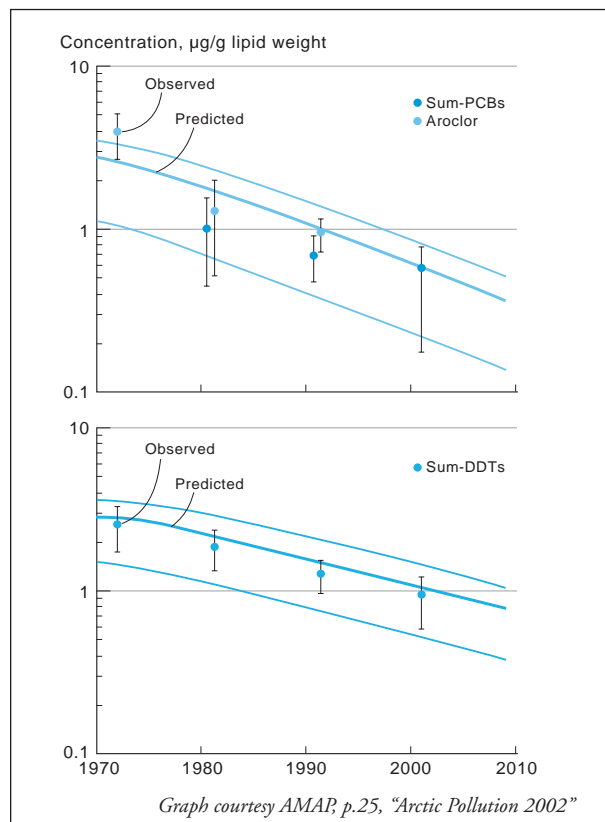 Concentration, µg/g lipid weight
10
Observed
Sum-PCBs
Aroclor
Predicted
1
0.1
10
Observed
Sum-DDTs
Predicted
1
0.1
1970 1980 1990 2000 2010
Graph courtesy AMAP, p.25, “Arctic Pollution 2002”